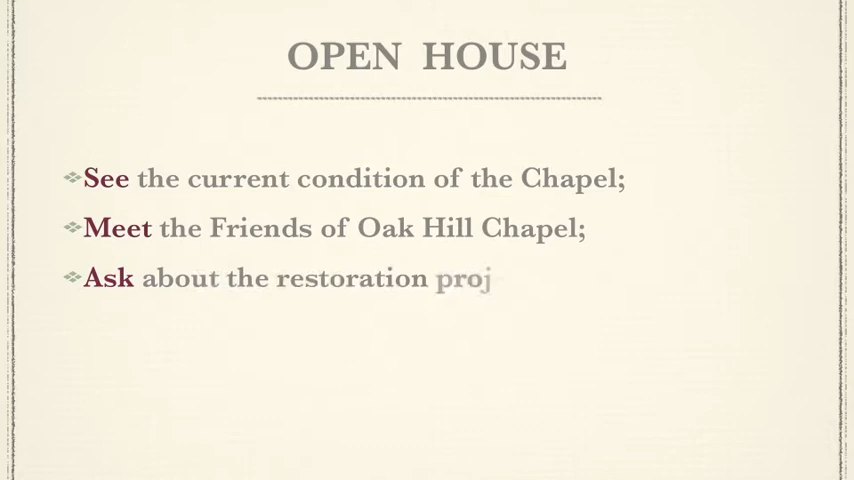 OPEN HOUSE
See the current condition of the Chapel;
Meet the Friends of Oak Hill Chapel;
Ask about the restoration proj